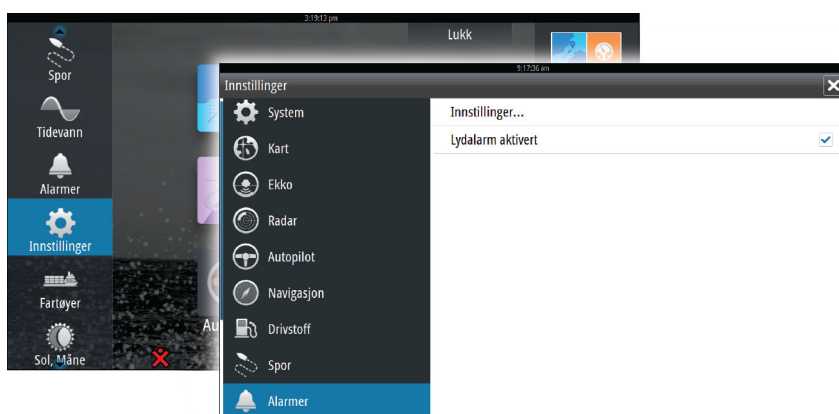 3:19:13 pm
Lukk
Spor
Tidevann
Alarmer
Innstillinger
Fartøyer
Sol, Måne
Au
9:17:36 am
Innstillinger
System
Kart
Ekko
Radar
Autopilot
Navigasjon
Drivstoff
Spor
Alarmer
Innstillinger...
Lydalarm aktivert